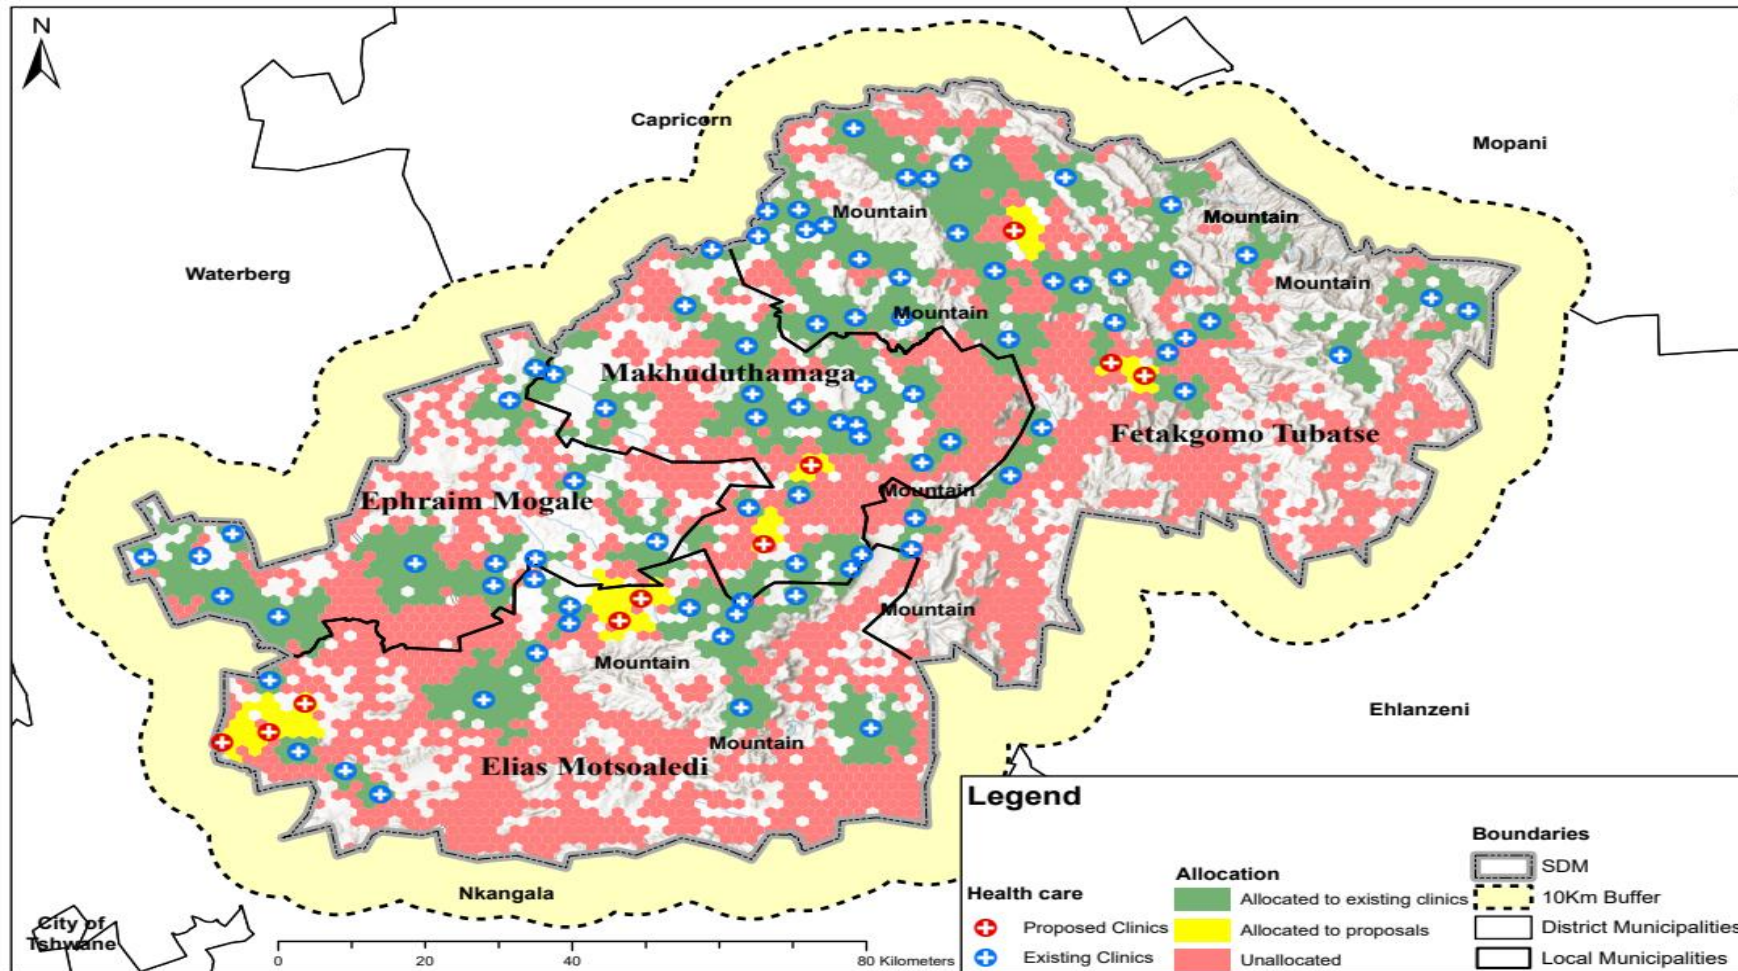 N
Capricorn
Mopani
Mountain
Mountain
Waterberg
Mountain
Mountain
Makhuduthamaga
Fetakgomo Tubatse
Ephraim Mogale
Mountain
Mountain
Mountain
Ehlanzeni
Mountain
Elias Motsoaledi
Nkangala
City of
Tshwane
0 20 40 80 Kilometers
Legend
Health care
Proposed Clinics
Existing Clinics
Allocation
Allocated to existing clinics
Allocated to proposals
Unallocated
Boundaries
SDM
10Km Buffer
District Municipalities
Local Municipalities